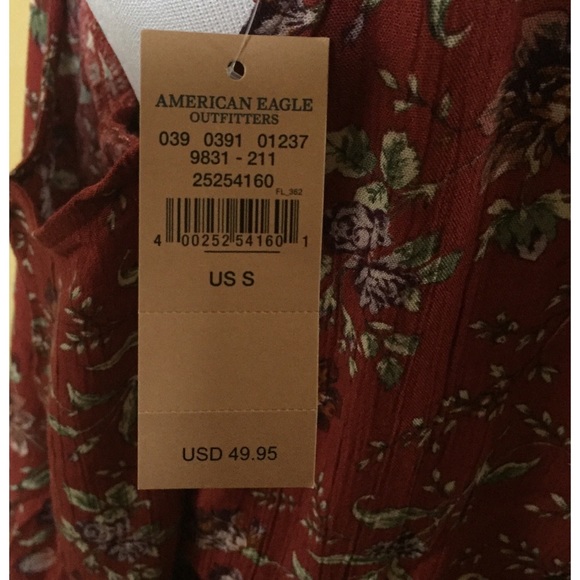 AMERICAN EAGLE
OUTFITTERS
039 0391 01237
9831 - 211
25254160
FL_362
4 00252 54160 1
US S
USD 49.95